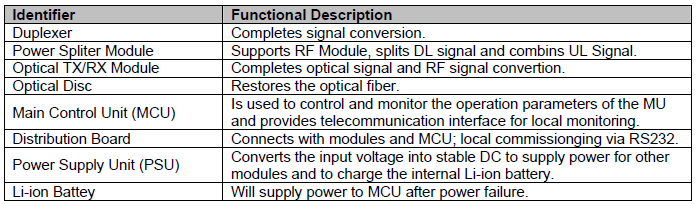 Identifier Functional Description
Duplexer Completes signal conversion.
Power Spliter Module Supports RF Module, splits DL signal and combins UL Signal.
Optical TX/RX Module Completes optical signal and RF signal convertion.
Optical Disc Restores the optical fiber.
Main Control Unit (MCU) Is used to control and monitor the operation parameters of the MU
and provides telecommunication interface for local monitoring.
Distribution Board Connects with modules and MCU; local commissionging via RS232.
Power Supply Unit (PSU) Converts the input voltage into stable DC to supply power for other
modules and to charge the internal Li-ion battery.
Li-ion Battey Will supply power to MCU after power failure.